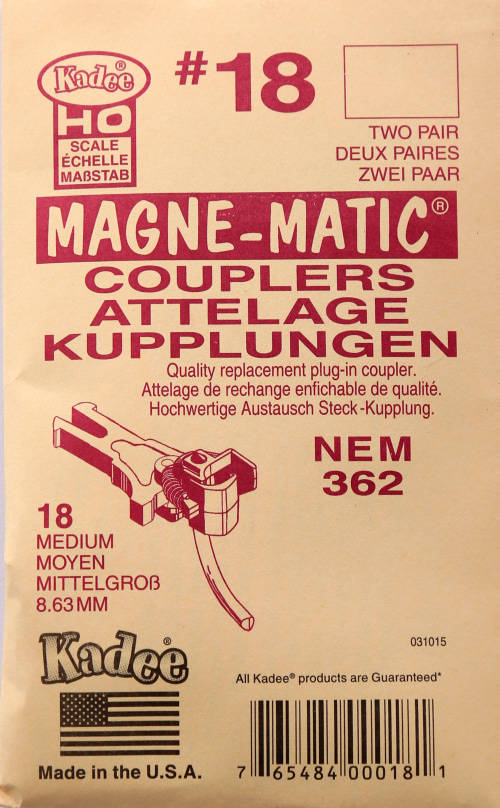 Kadee®
HO
SCALE
ÉCHELLE
MAßSTAB
#18
TWO PAIR
DEUX PAIRES
ZWEI PAAR
MAGNE-MATIC®
COUPLERS
ATTELAGE
KUPPLUNGEN
Quality replacement plug-in coupler.
Attelage de rechange enfichable de qualité.
Hochwertige Austausch Steck-Kupplung.
NEM
362
18
MEDIUM
MOYEN
MITTELGROß
8.63MM
Kadee®
Made in the U.S.A.
031015
All Kadee® products are Guaranteed*
7 65484 00018 1